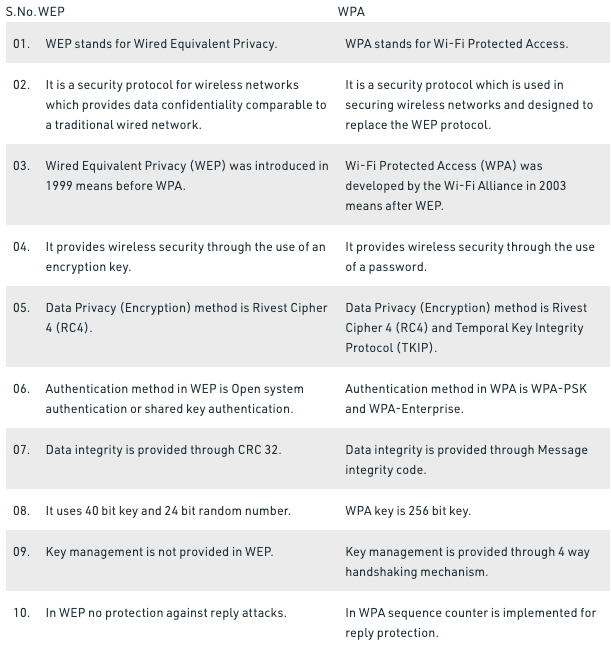 S.No. WEP WPA
01. WEP stands for Wired Equivalent Privacy. WPA stands for Wi-Fi Protected Access.
02. It is a security protocol for wireless networks It is a security protocol which is used in
which provides data confidentiality comparable to securing wireless networks and designed to
a traditional wired network. replace the WEP protocol.
03. Wired Equivalent Privacy (WEP) was introduced in Wi-Fi Protected Access (WPA) was
1999 means before WPA. developed by the Wi-Fi Alliance in 2003
means after WEP.
04. It provides wireless security through the use of an It provides wireless security through the use
encryption key. of a password.
05. Data Privacy (Encryption) method is Rivest Cipher Data Privacy (Encryption) method is Rivest
4 (RC4). Cipher 4 (RC4) and Temporal Key Integrity
Protocol (TKIP).
06. Authentication method in WEP is Open system Authentication method in WPA is WPA-PSK
authentication or shared key authentication. and WPA-Enterprise.
07. Data integrity is provided through CRC 32. Data integrity is provided through Message
integrity code.
08. It uses 40 bit key and 24 bit random number. WPA key is 256 bit key.
09. Key management is not provided in WEP. Key management is provided through 4 way
handshaking mechanism.
10. In WEP no protection against reply attacks. In WPA sequence counter is implemented for
reply protection.